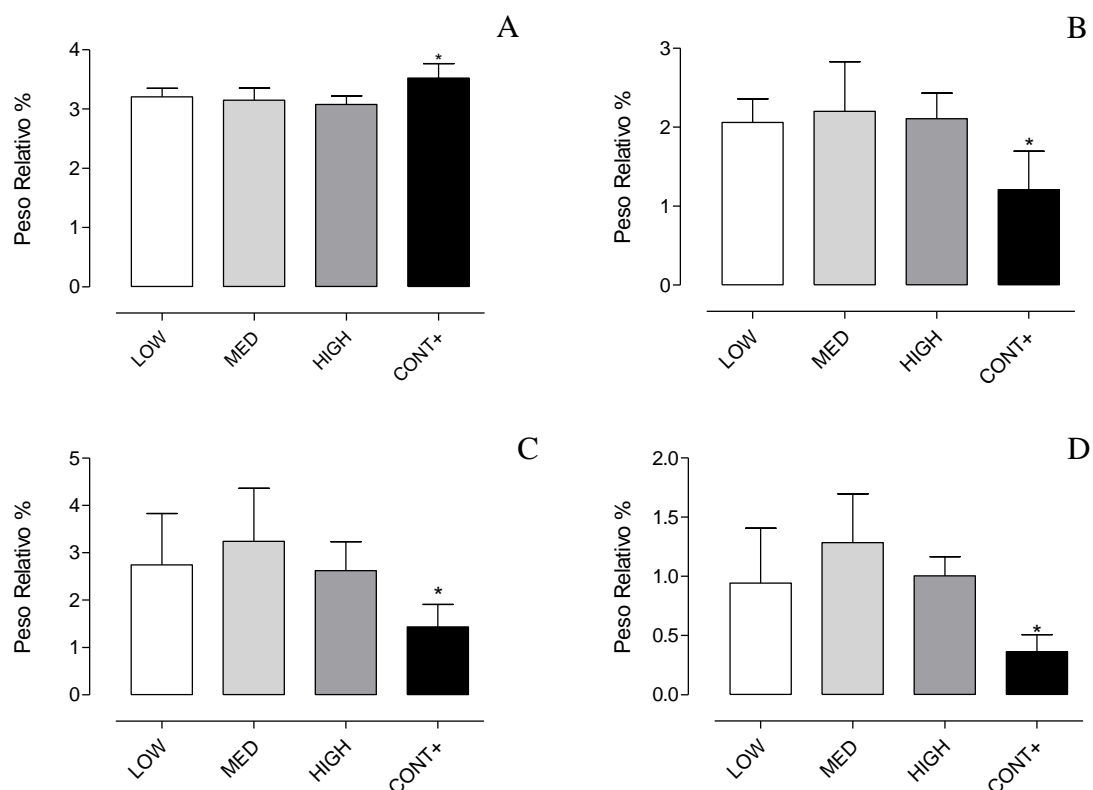 A
Peso Relativo %
4
3
2
1
0
*
LOW
MED
HIGH
CONT+
B
Peso Relativo %
3
2
1
0
*
LOW
MED
HIGH
CONT+
C
Peso Relativo %
5
4
3
2
1
0
*
LOW
MED
HIGH
CONT+
D
Peso Relativo %
2.0
1.5
1.0
0.5
0.0
*
LOW
MED
HIGH
CONT+